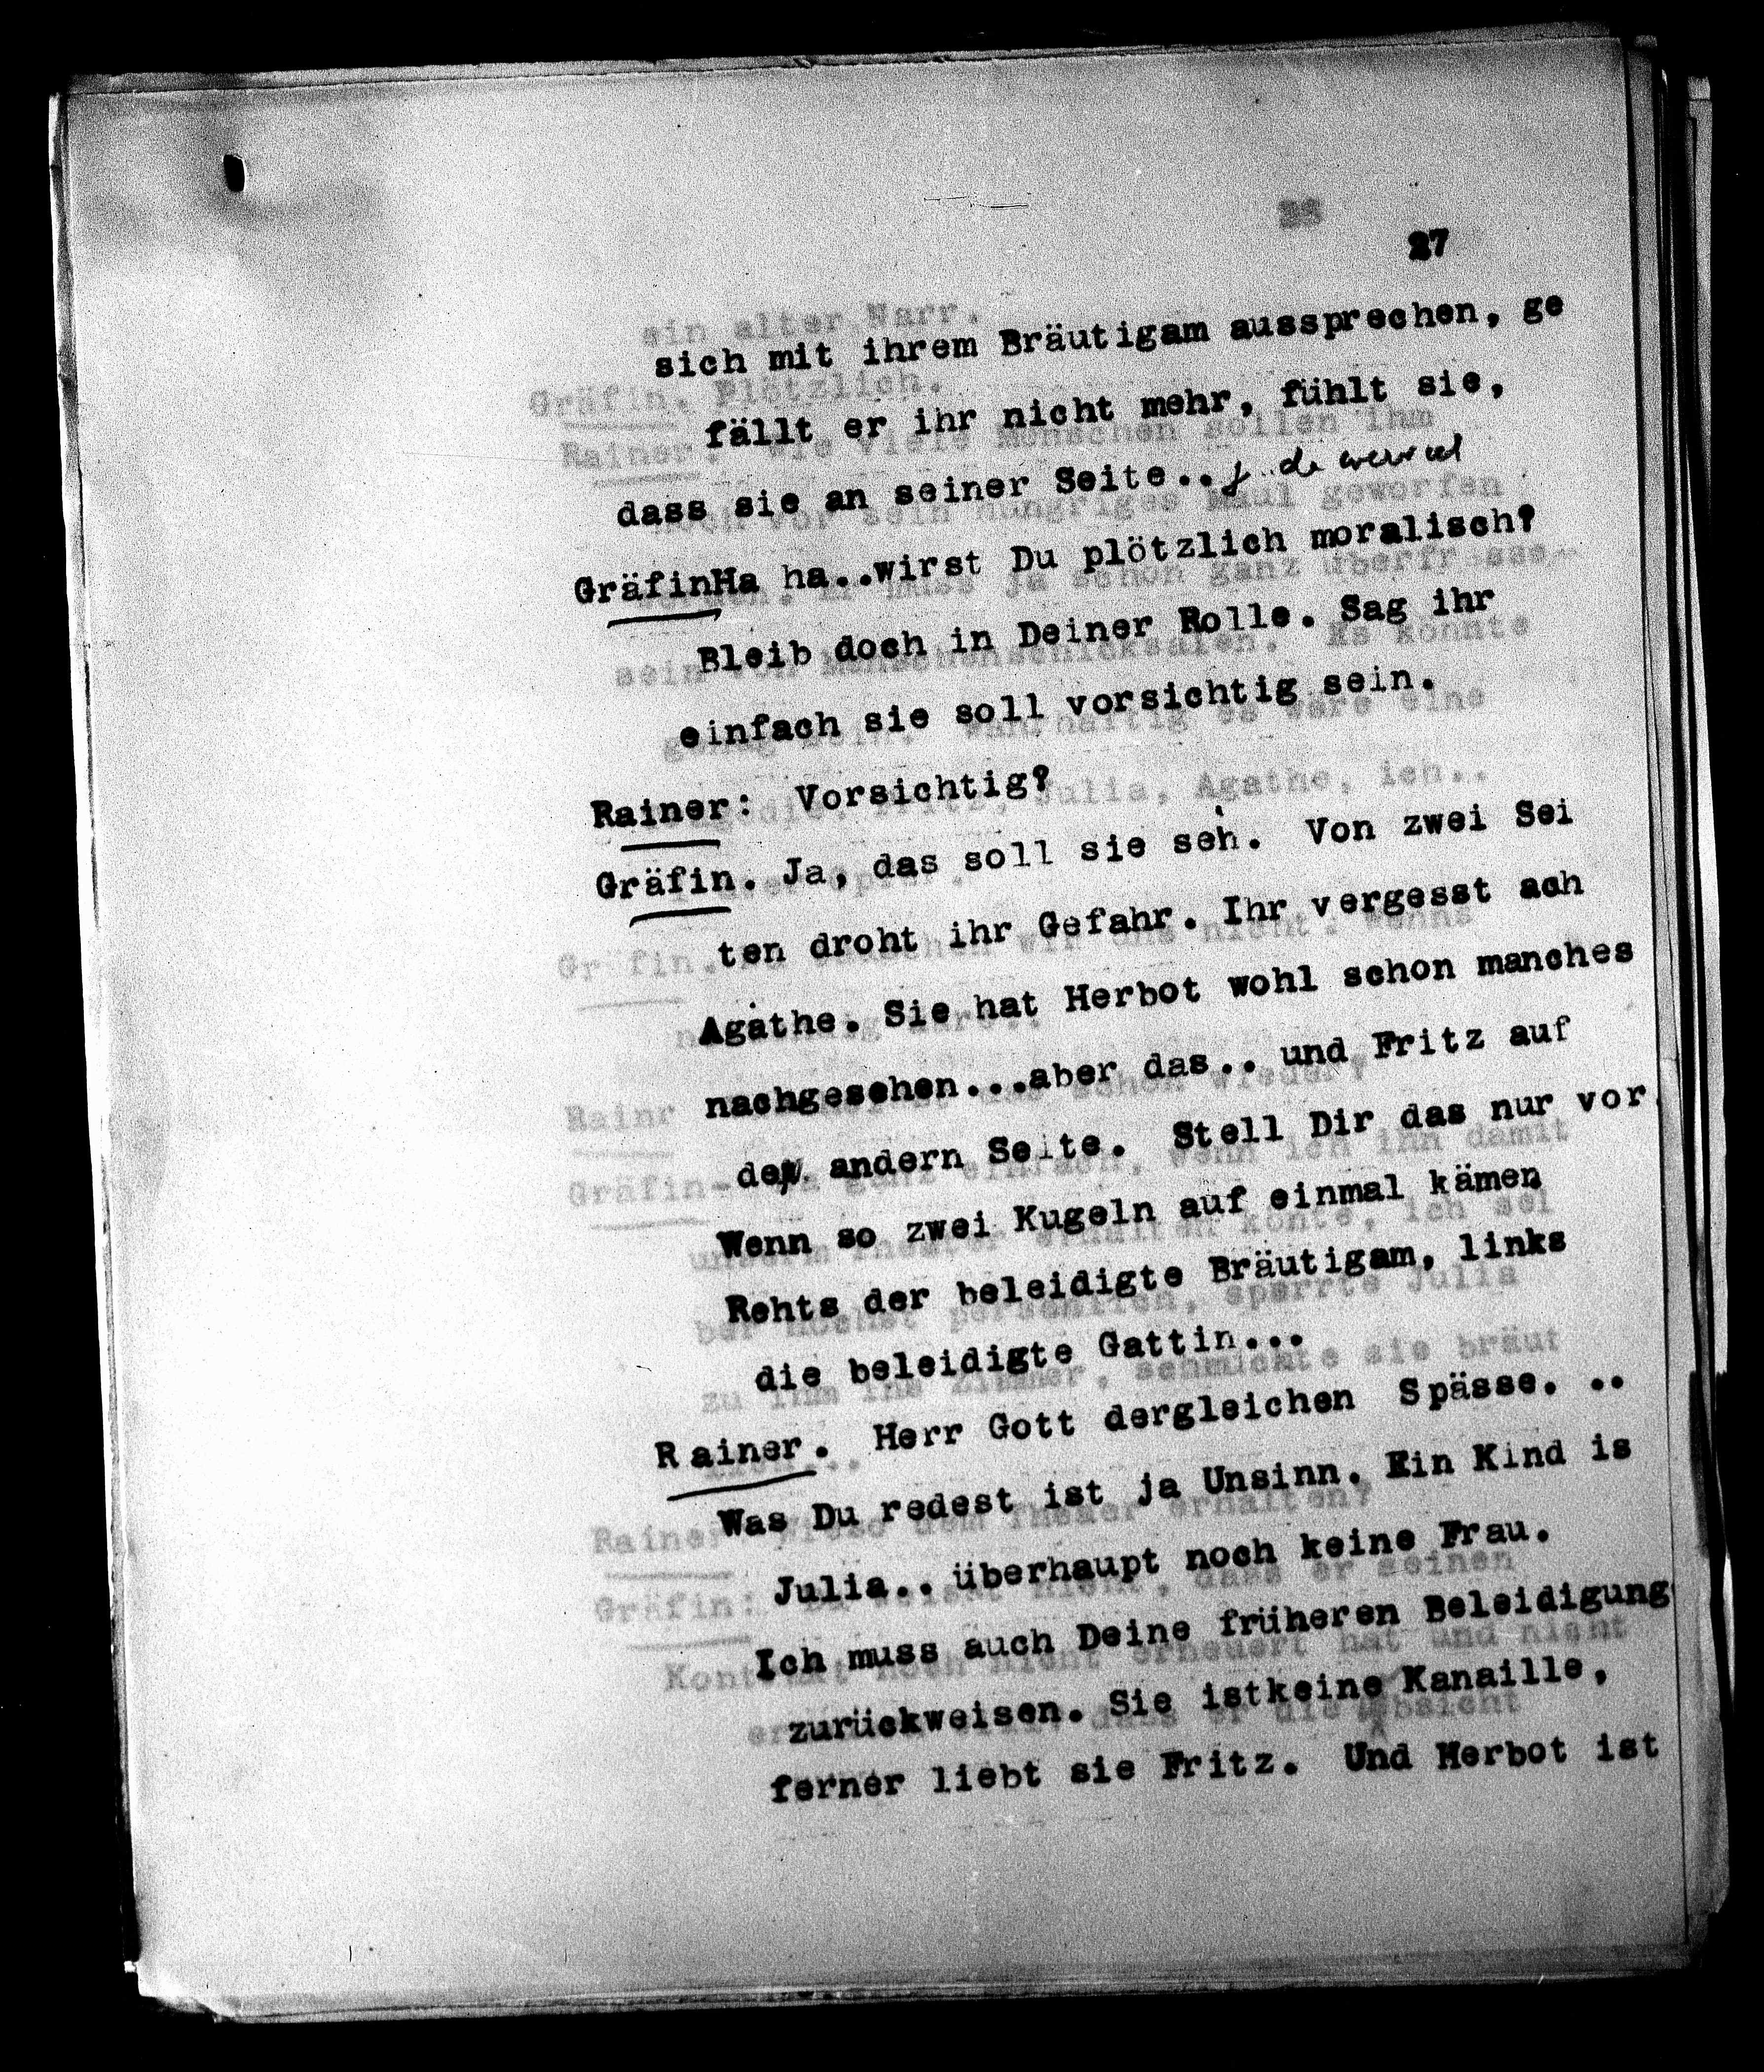 27
sich mit ihrem Bräutigam aussprechen, ge
fällt er ihr nicht mehr, fühlt sie,
dass sie an seiner Seite..
GräfinHa ha..wirst Du plötzlich moralisch?
Bleib doch in Deiner Rolle. Sag ihr
einfach sie soll vorsichtig sein.
Rainer: Vorsichtig?
Gräfin. Ja, das soll sie seh. Von zwei Sei
ten droht ihr Gefahr. Ihr vergesst ach
Agathe. Sie hat Herbot wohl schon manches
nachgesehen...aber das.. und Fritz auf
der andern Seite. Stell Dir das nur vor.
Wenn so zwei Kugeln auf einmal kämen
Rehts der beleidigte Bräutigam, links
die beleidigte Gattin...
Rainer. Herr Gott dergleichen Spässe. ..
Was Du redest ist ja Unsinn. Ein Kind is
Julia.. überhaupt noch keine Frau.
Ich muss auch Deine früheren Beleidigung
zurückweisen. Sie istkeine Kanaille,
ferner liebt sie Fritz. Und Herbot ist